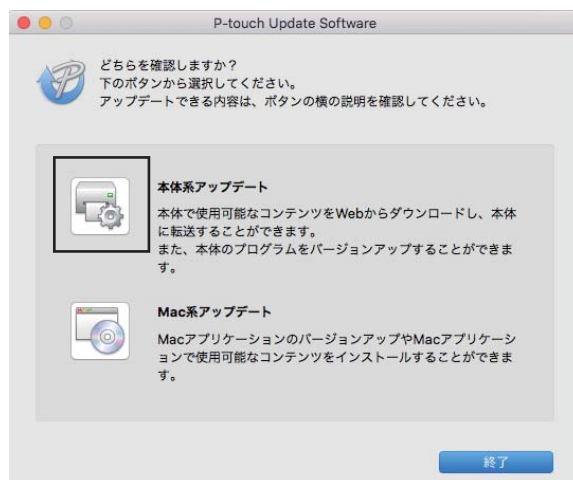 P-touch Update Software
どちらを確認しますか？
下のボタンから選択してください。
アップデートできる内容は、ボタンの横の説明を確認してください。
本体系アップデート
本体で使用可能なコンテンツをWebからダウンロードし、本体
に転送することができます。
また、本体のプログラムをバージョンアップすることができま
す。
Mac系アップデート
MacアプリケーションのバージョンアップやMacアプリケーシ
ョンで使用可能なコンテンツをインストールすることができま
す。
終了